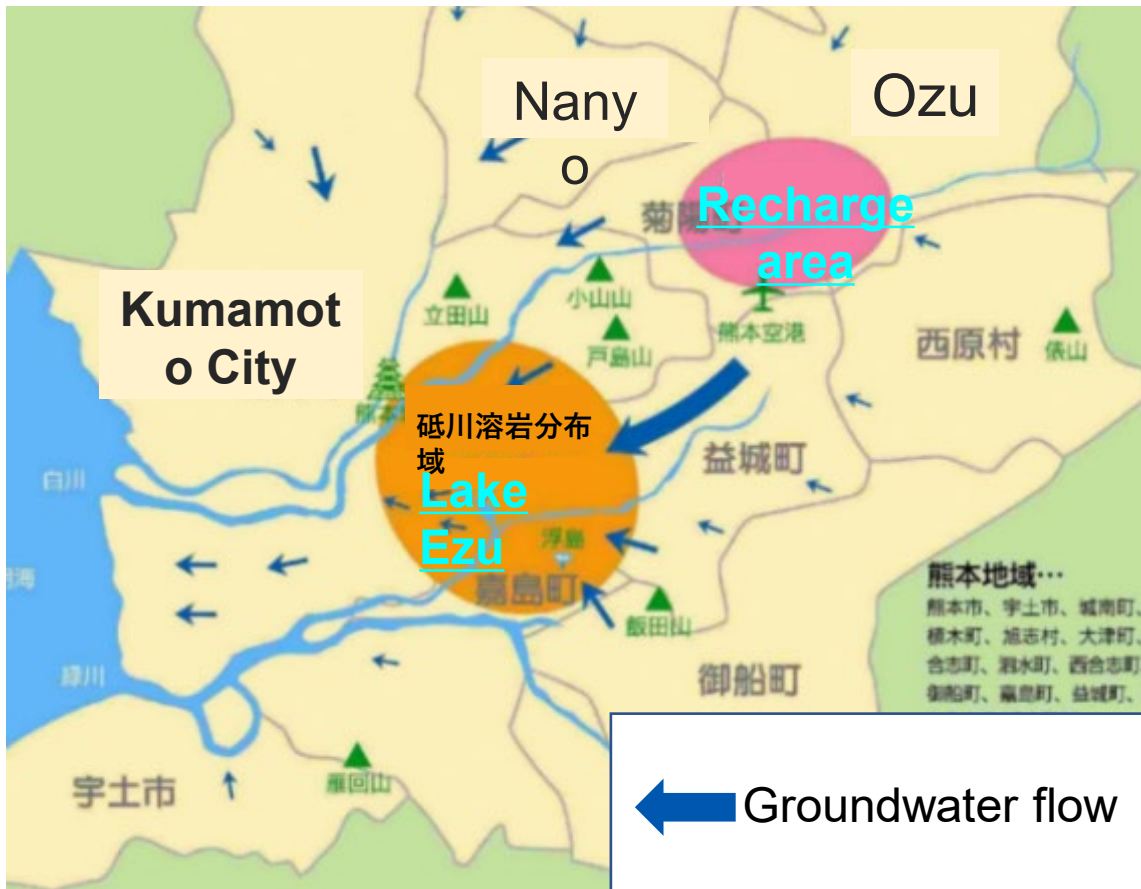 Nany
o
Ozu
菊陽町
Recharge
area
立田山
小山山
戸島山
熊本空港
西原村
俵山
Kumamot
o City
熊本
砥川溶岩分布
域
Lake
Ezu
益城町
白川
浮島
嘉島町
飯田山
熊本地域…
熊本市、宇土市、城南町、
植木町、旭志村、大津町、
合志町、泗水町、西合志町
御船町、嘉島町、益城町、
海
緑川
御船町
宇土市
雁回山
Groundwater flow